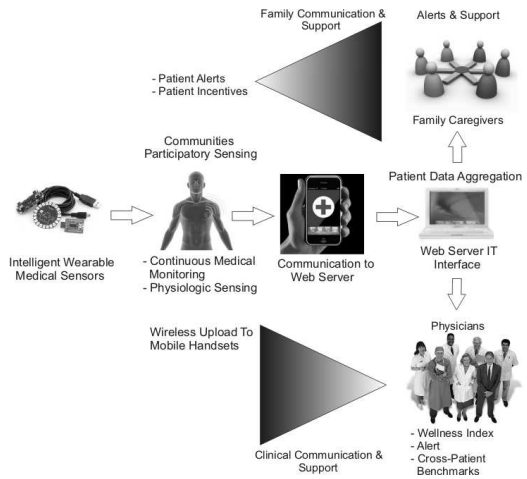 Family Communication &
Support
Alerts & Support
- Patient Alerts
- Patient Incentives
Family Caregivers
Communities
Participatory Sensing
Patient Data Aggregation
Intelligent Wearable
Medical Sensors
- Continuous Medical
Monitoring
- Physiologic Sensing
Communication to
Web Server
Web Server IT
Interface
Wireless Upload To
Mobile Handsets
Physicians
Clinical Communication &
Support
- Wellness Index
- Alert
- Cross-Patient
Benchmarks